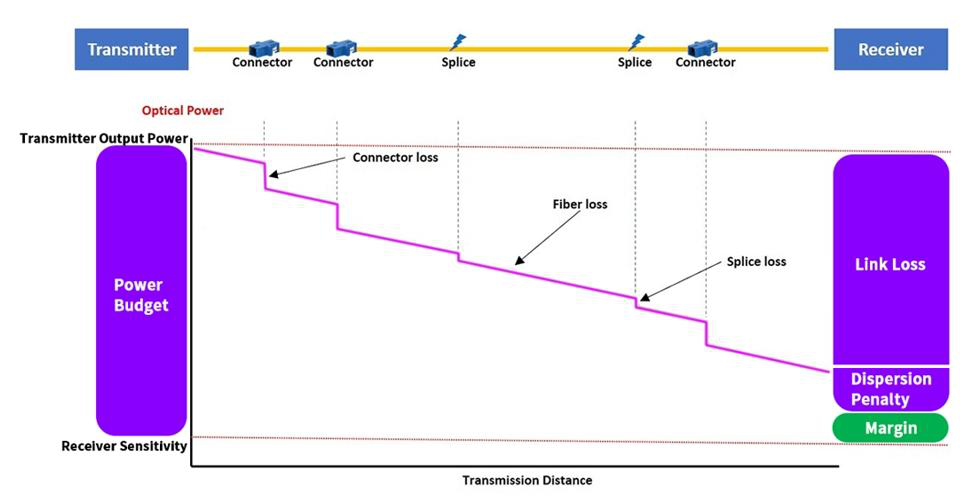 Transmitter
Receiver
Connector
Connector
Splice
Splice
Connector
Optical Power
Transmitter Output Power
Connector loss
Fiber loss
Splice loss
Power
Budget
Link Loss
Dispersion
Penalty
Margin
Receiver Sensitivity
Transmission Distance